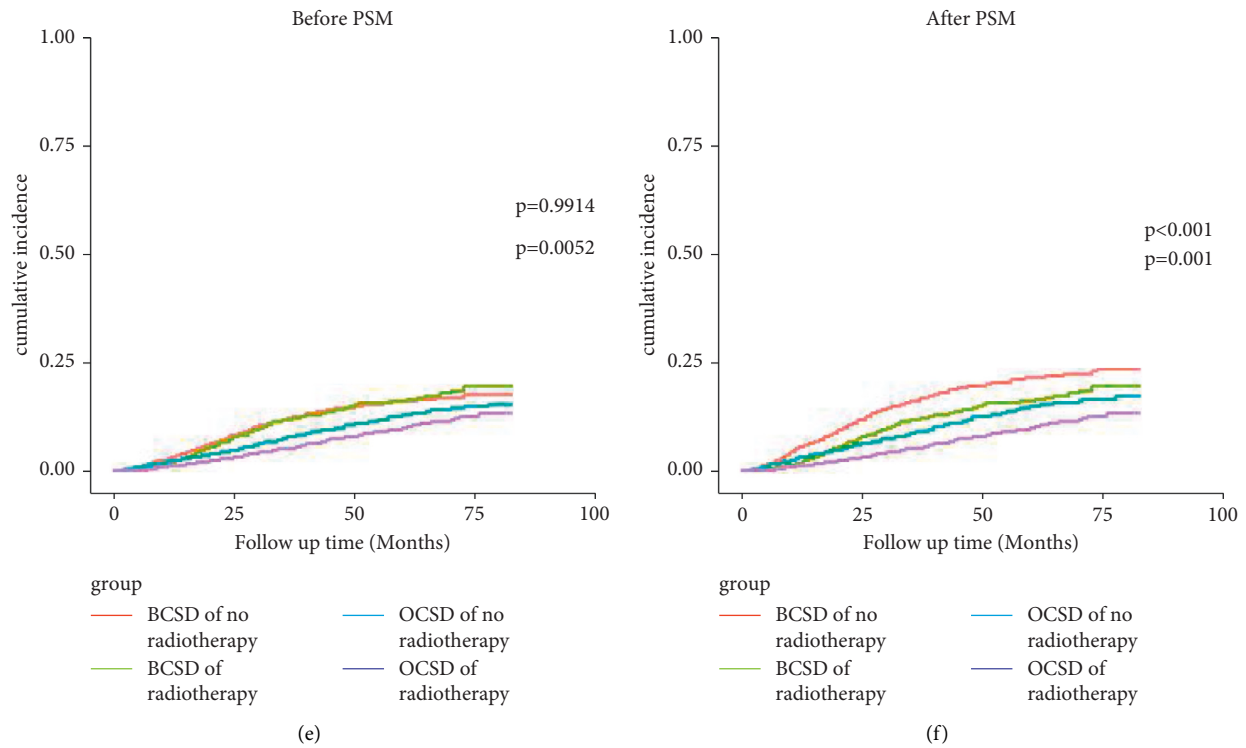 Before PSM
1.00
0.75
0.50
0.25
0.00
cumulative incidence
p=0.9914
p=0.0052
0 25 50 75 100
Follow up time (Months)
group
BCSD of no
radiotherapy
BCSD of
radiotherapy
OCSD of no
radiotherapy
OCSD of
radiotherapy
(e)
After PSM
1.00
0.75
0.50
0.25
0.00
cumulative incidence
p<0.001
p=0.001
0 25 50 75 100
Follow up time (Months)
group
BCSD of no
radiotherapy
BCSD of
radiotherapy
OCSD of no
radiotherapy
OCSD of
radiotherapy
(f)